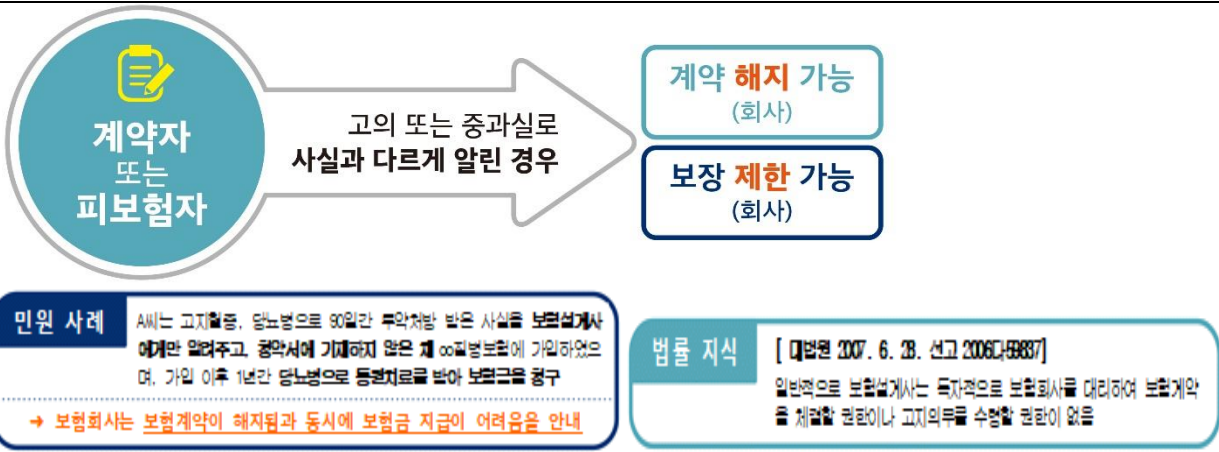 계약자
또는
피보험자
고의 또는 중과실로
사실과 다르게 알린 경우
계약 해지 가능
(회사)
보장 제한 가능
(회사)
민원 사례
A씨는 고지혈증, 당뇨병으로 90일간 투약처방 받은 사실을 보험설계사
에게만 알려주고, 청약서에 기재하지 않은 채 ∞질병보험에 가입하였으
며, 가입 이후 1년간 당뇨병으로 통원치료를 받아 보험금을 청구
→ 보험회사는 보험계약이 해지됨과 동시에 보험금 지급이 어려움을 안내
법률 지식
[ 대법원 2007. 6. 28. 선고 2006다59837]
일반적으로 보험설계사는 독자적으로 보험회사를 대리하여 보험계약
을 체결할 권한이나 고지의무를 수령할 권한이 없음